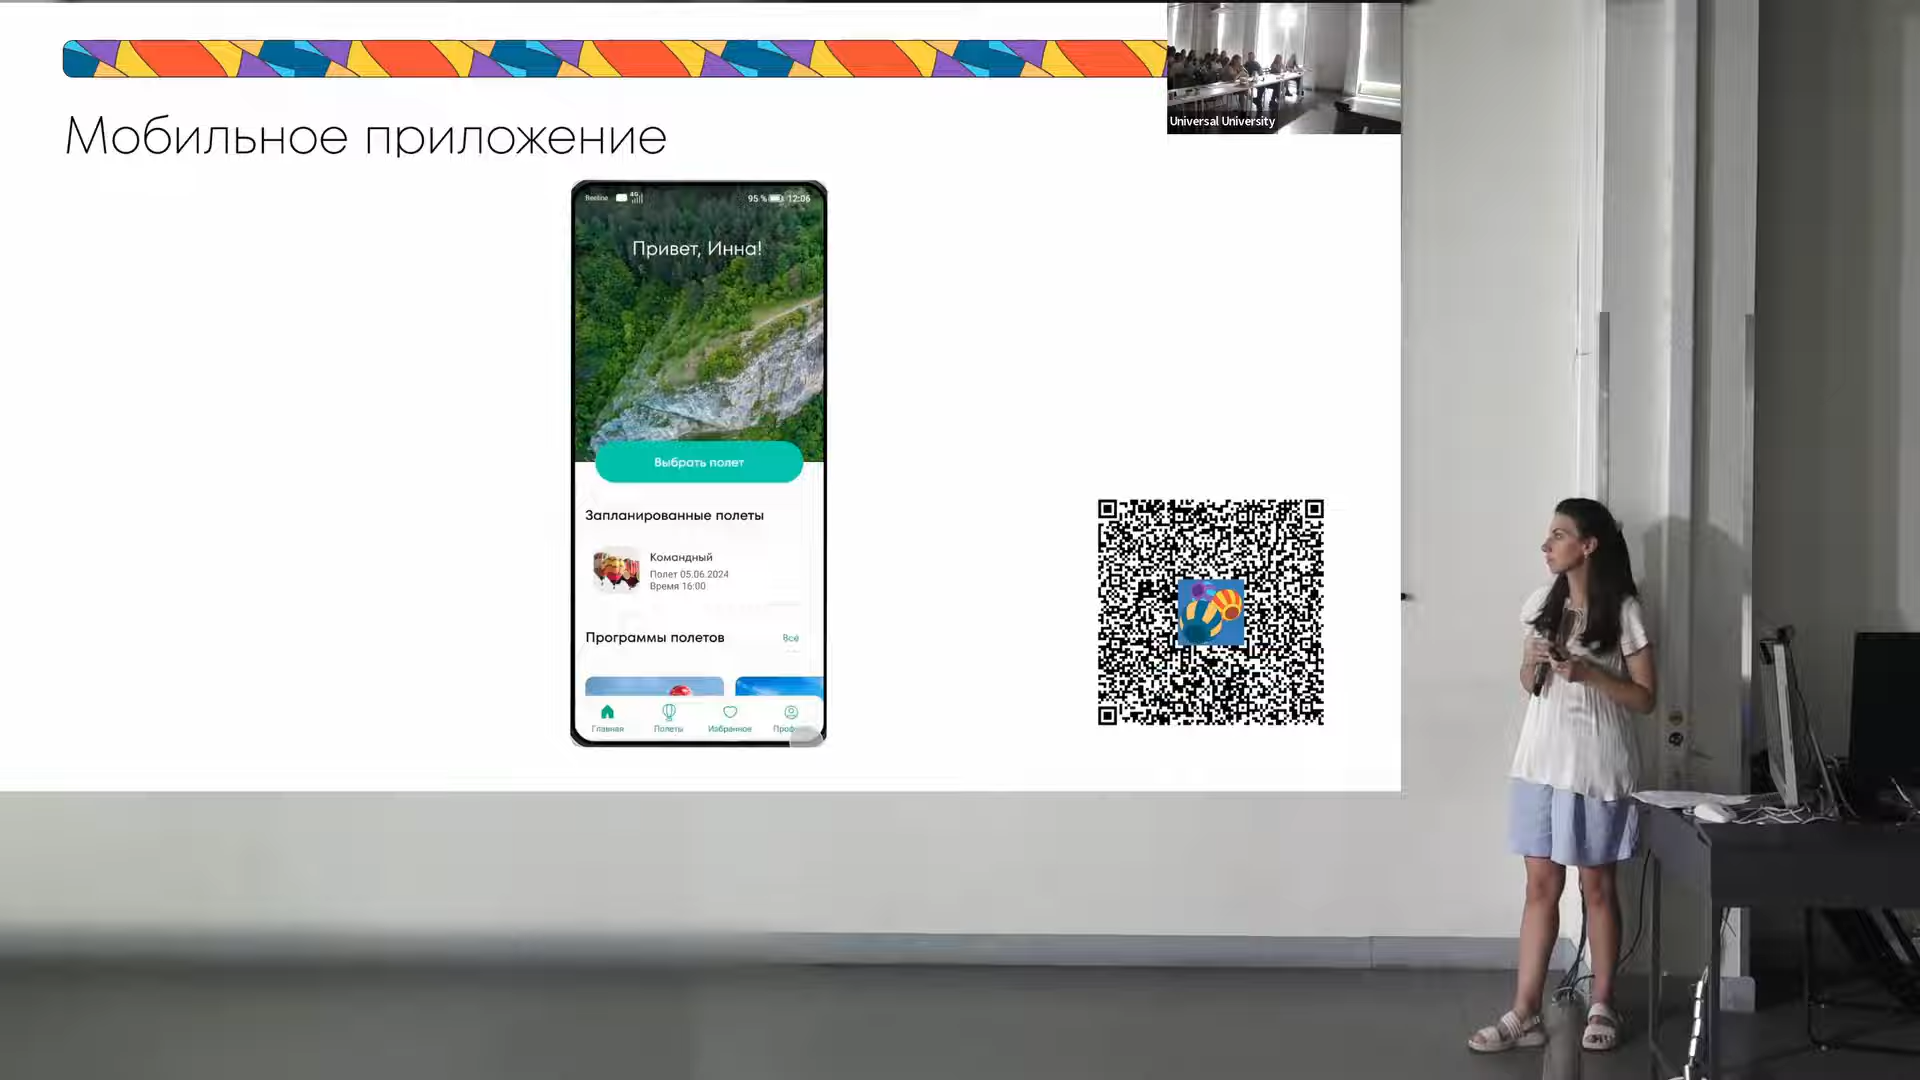 Universal University
Мобильное приложение
Beeline 4G 95 % 12:06
Привет, Инна!
Выбрать полет
Запланированные полеты
Командный
Полет 05.06.2024
Время 16:00
Программы полетов
Все
Главная
Полеты
Избранное